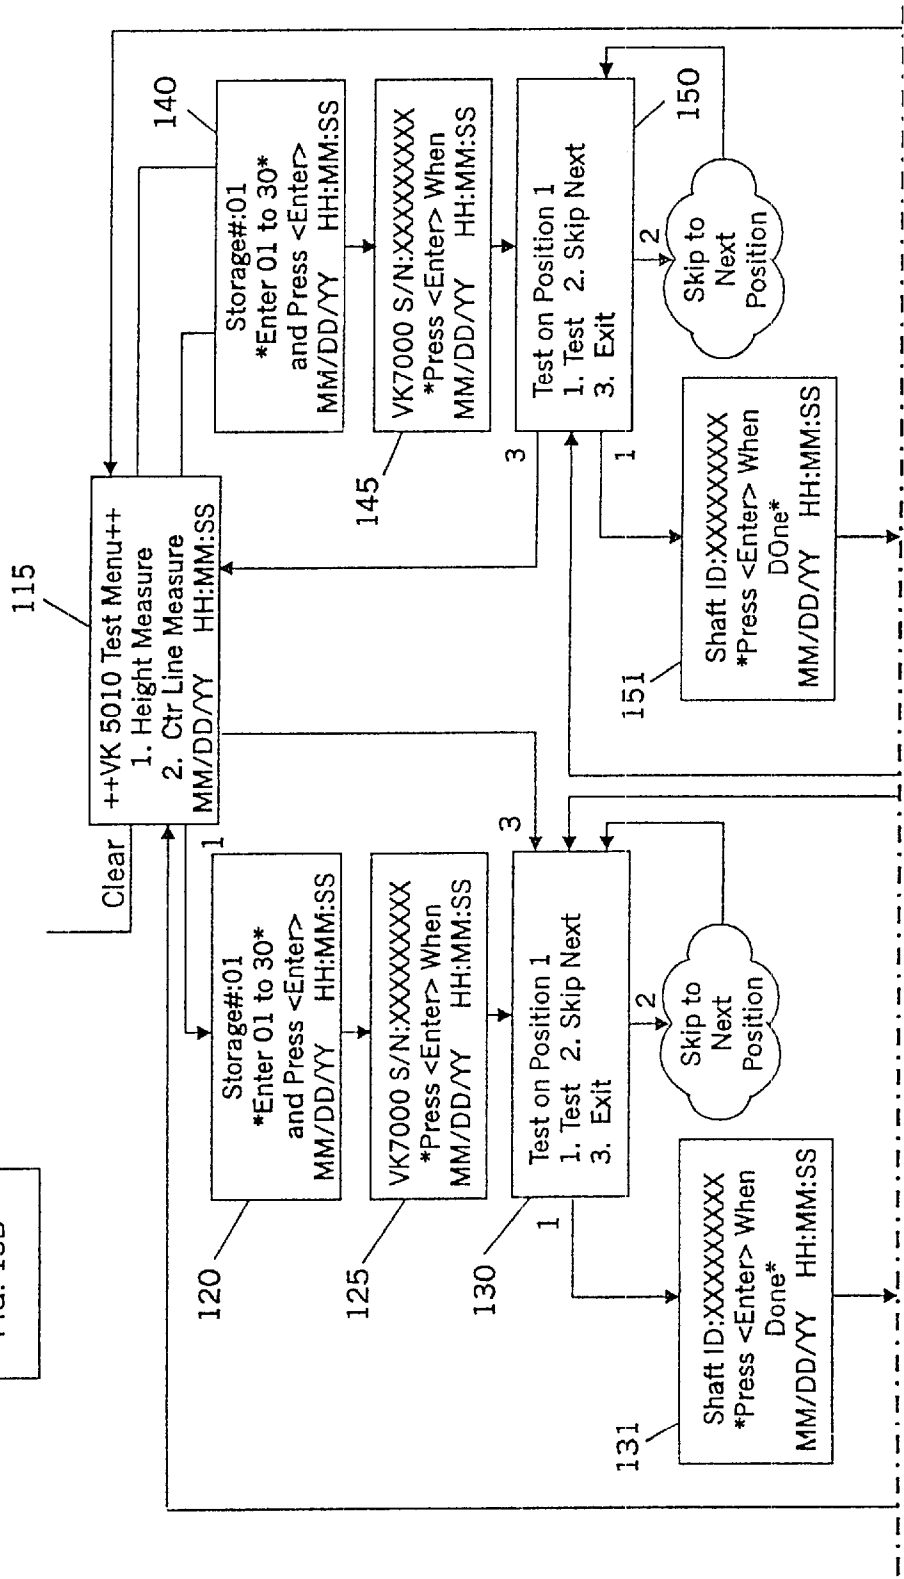 115
++VK 5010 Test Menu++
1. Height Measure
2. Ctr Line Measure
MM/DD/YY HH:MM:SS
Clear
1
120
Storage#:01
*Enter 01 to 30*
and Press <Enter>
MM/DD/YY HH:MM:SS
125
VK7000 S/N:XXXXXXXX
*Press <Enter> When
MM/DD/YY HH:MM:SS
130
3
Test on Position 1
1. Test 2. Skip Next
3. Exit
1
2
Skip to
Next
Position
131
Shaft ID:XXXXXXXX
*Press <Enter> When
Done*
MM/DD/YY HH:MM:SS
140
Storage#:01
*Enter 01 to 30*
and Press <Enter>
MM/DD/YY HH:MM:SS
145
VK7000 S/N:XXXXXXXX
*Press <Enter> When
MM/DD/YY HH:MM:SS
150
Test on Position 1
1. Test 2. Skip Next
3. Exit
3
1
2
Skip to
Next
Position
151
Shaft ID:XXXXXXXX
*Press <Enter> When
DOne*
MM/DD/YY HH:MM:SS